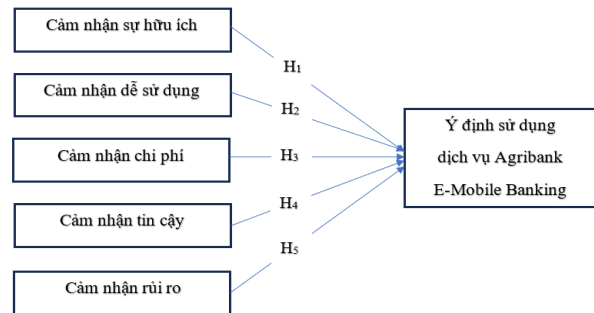 Cảm nhận sự hữu ích
H₁
Cảm nhận dễ sử dụng
H₂
Cảm nhận chi phí
H₃
Cảm nhận tin cậy
H₄
Cảm nhận rủi ro
H₅
Ý định sử dụng
dịch vụ Agribank
E-Mobile Banking